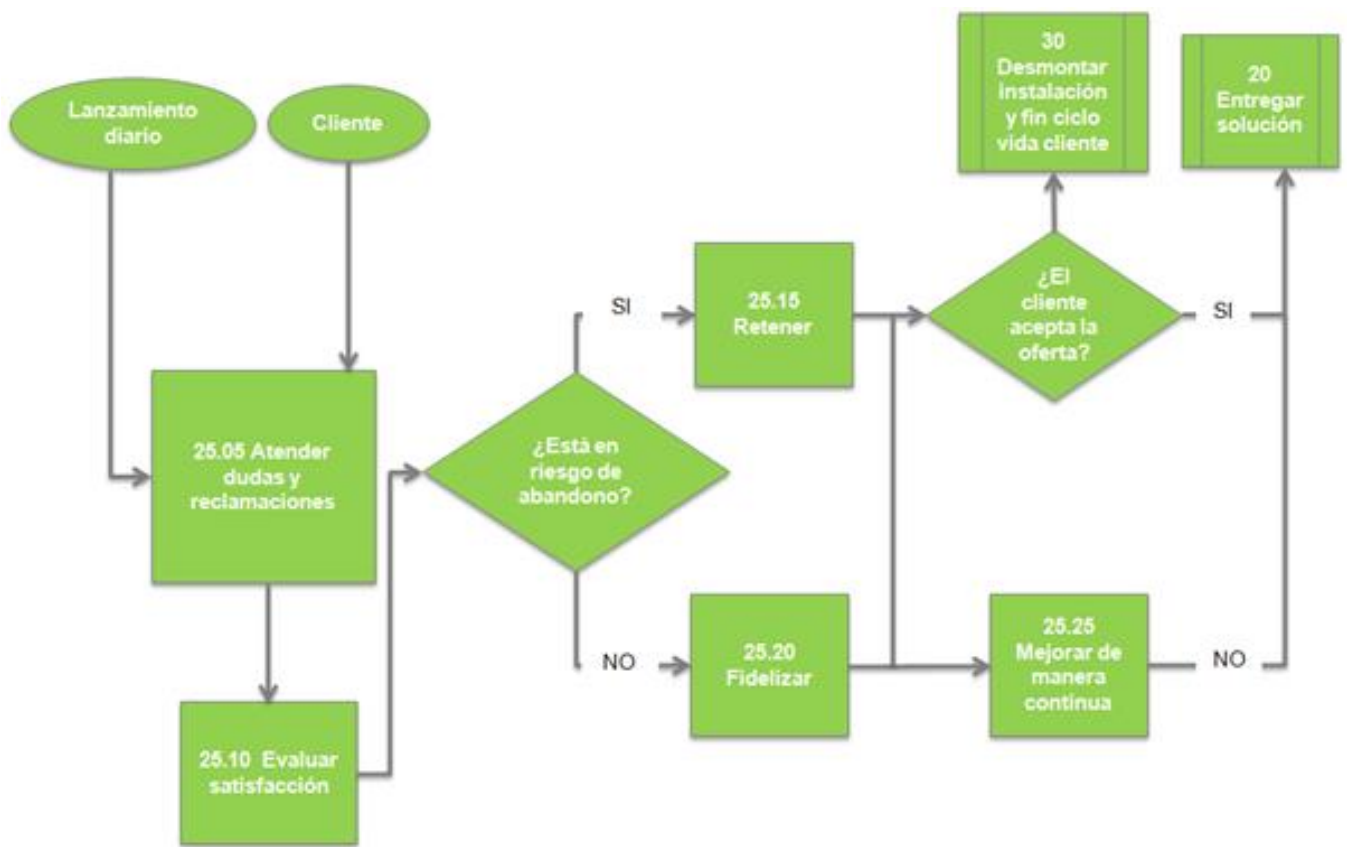 30
Desmontar
instalación
y fin ciclo
vida cliente
20
Entregar
solución
Lanzamiento
diario
Cliente
SI
25.15
Retener
¿El
cliente
acepta la
oferta?
SI
25.05 Atender
dudas y
reclamaciones
¿Está en
riesgo de
abandono?
NO
25.20
Fidelizar
25.25
Mejorar de
manera
continua
NO
25.10 Evaluar
satisfacción